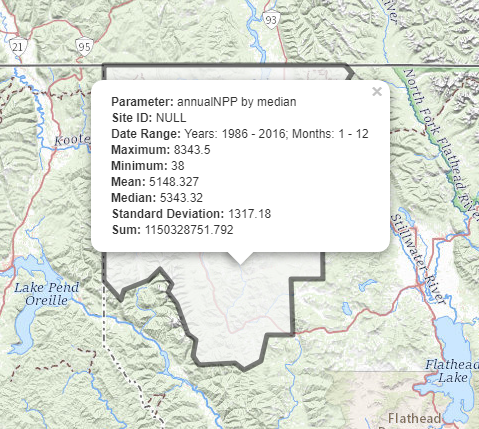 21
95
93
×
Parameter: annualNPP by median
Site ID: NULL
Date Range: Years: 1986 - 2016; Months: 1 - 12
Maximum: 8343.5
Minimum: 38
Mean: 5148.327
Median: 5343.32
Standard Deviation: 1317.18
Sum: 1150328751.792
River
North Fork Flathead River
Koote
Stillwater River
Lake Pend
Oreille
Flathead
Lake
Flathead